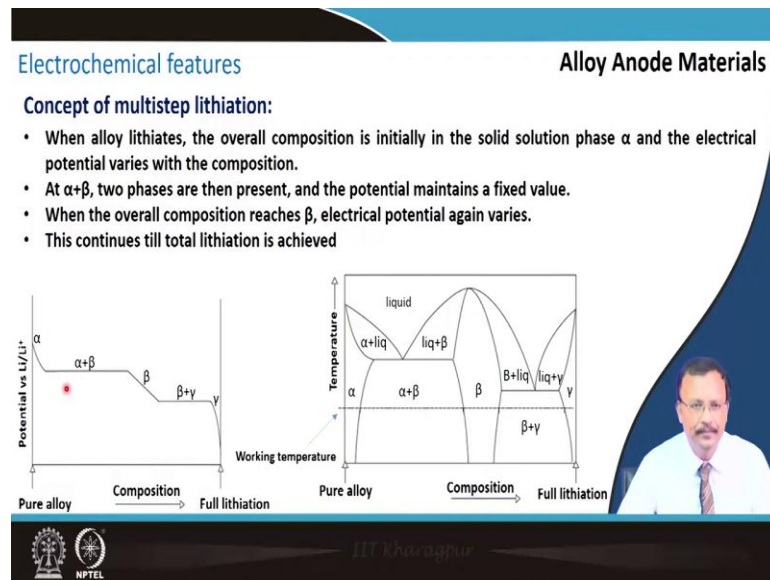 Electrochemical features
Alloy Anode Materials
Concept of multistep lithiation:
• When alloy lithiates, the overall composition is initially in the solid solution phase α and the electrical
potential varies with the composition.
• At α+β, two phases are then present, and the potential maintains a fixed value.
• When the overall composition reaches β, electrical potential again varies.
• This continues till total lithiation is achieved
Potential vs Li/Li⁺
α
α+β
β
β+γ
γ
Pure alloy
Composition
Full lithiation
Temperature
liquid
α+liq
liq+β
B+liq
liq+γ
α
α+β
β
γ
β+γ
Working temperature
Pure alloy
Composition
Full lithiation
NPTEL
IIT Kharagpur